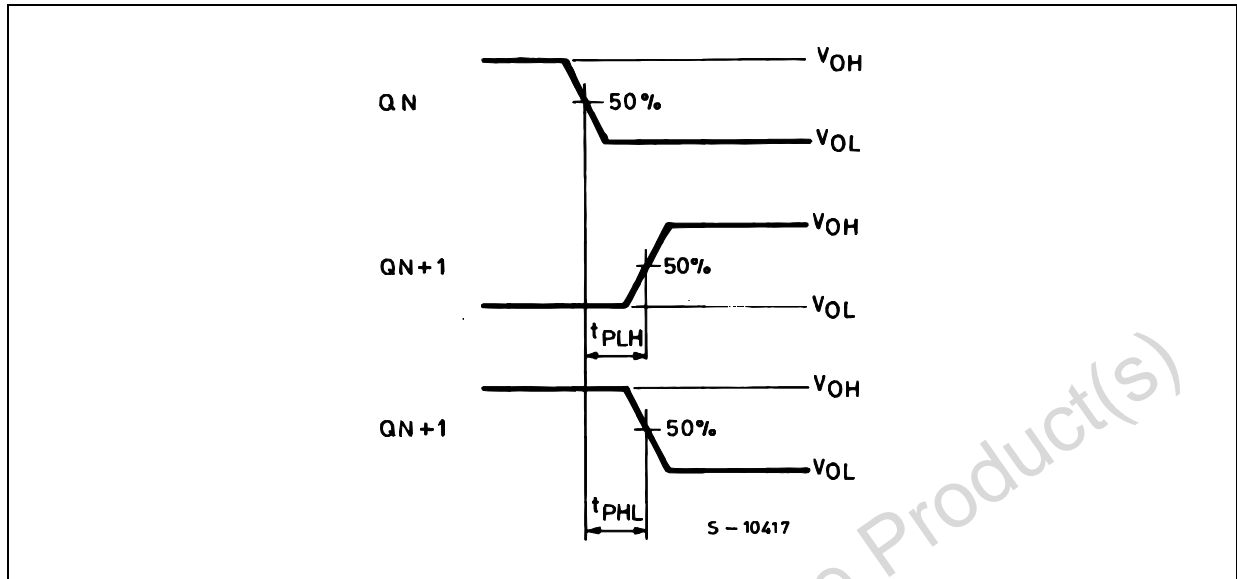 VOH
QN
50%
VOL
VOH
QN+1
50%
VOL
tPLH
VOH
QN+1
50%
VOL
tPHL
S-10417
Product(s)